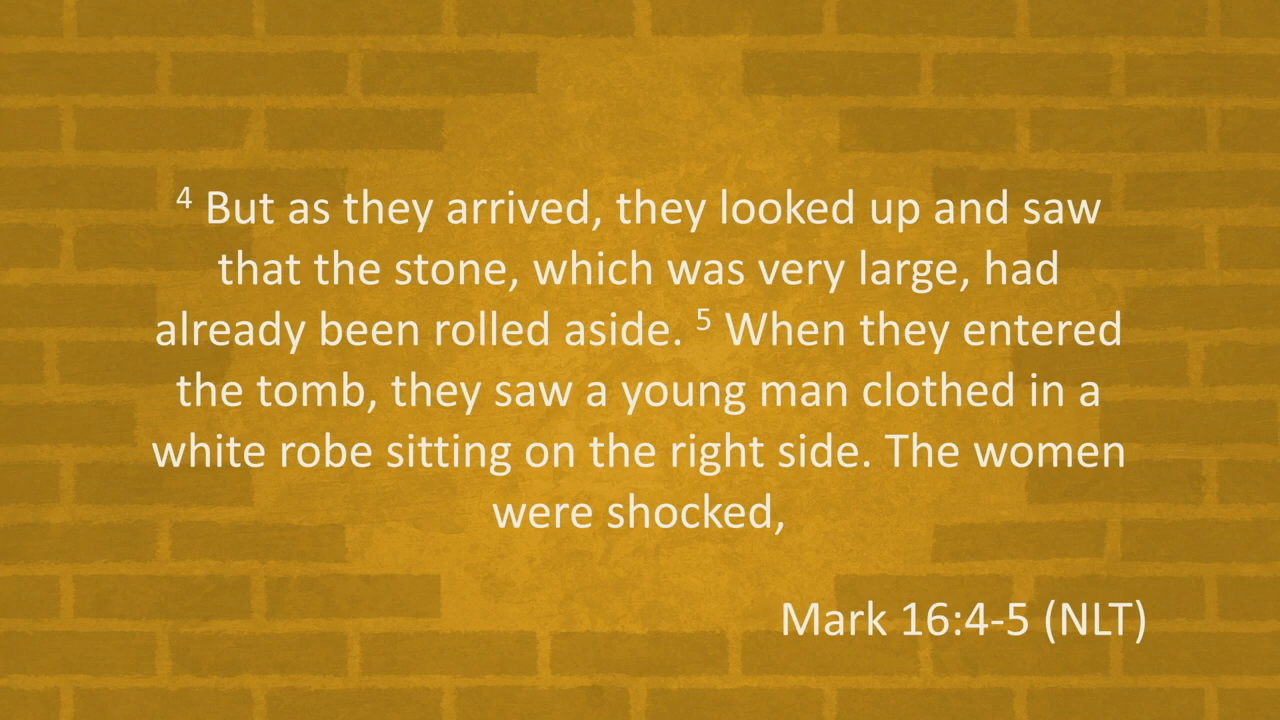 4 But as they arrived, they looked up and saw
that the stone, which was very large, had
already been rolled aside. 5 When they entered
the tomb, they saw a young man clothed in a
white robe sitting on the right side. The women
were shocked,
Mark 16:4-5 (NLT)